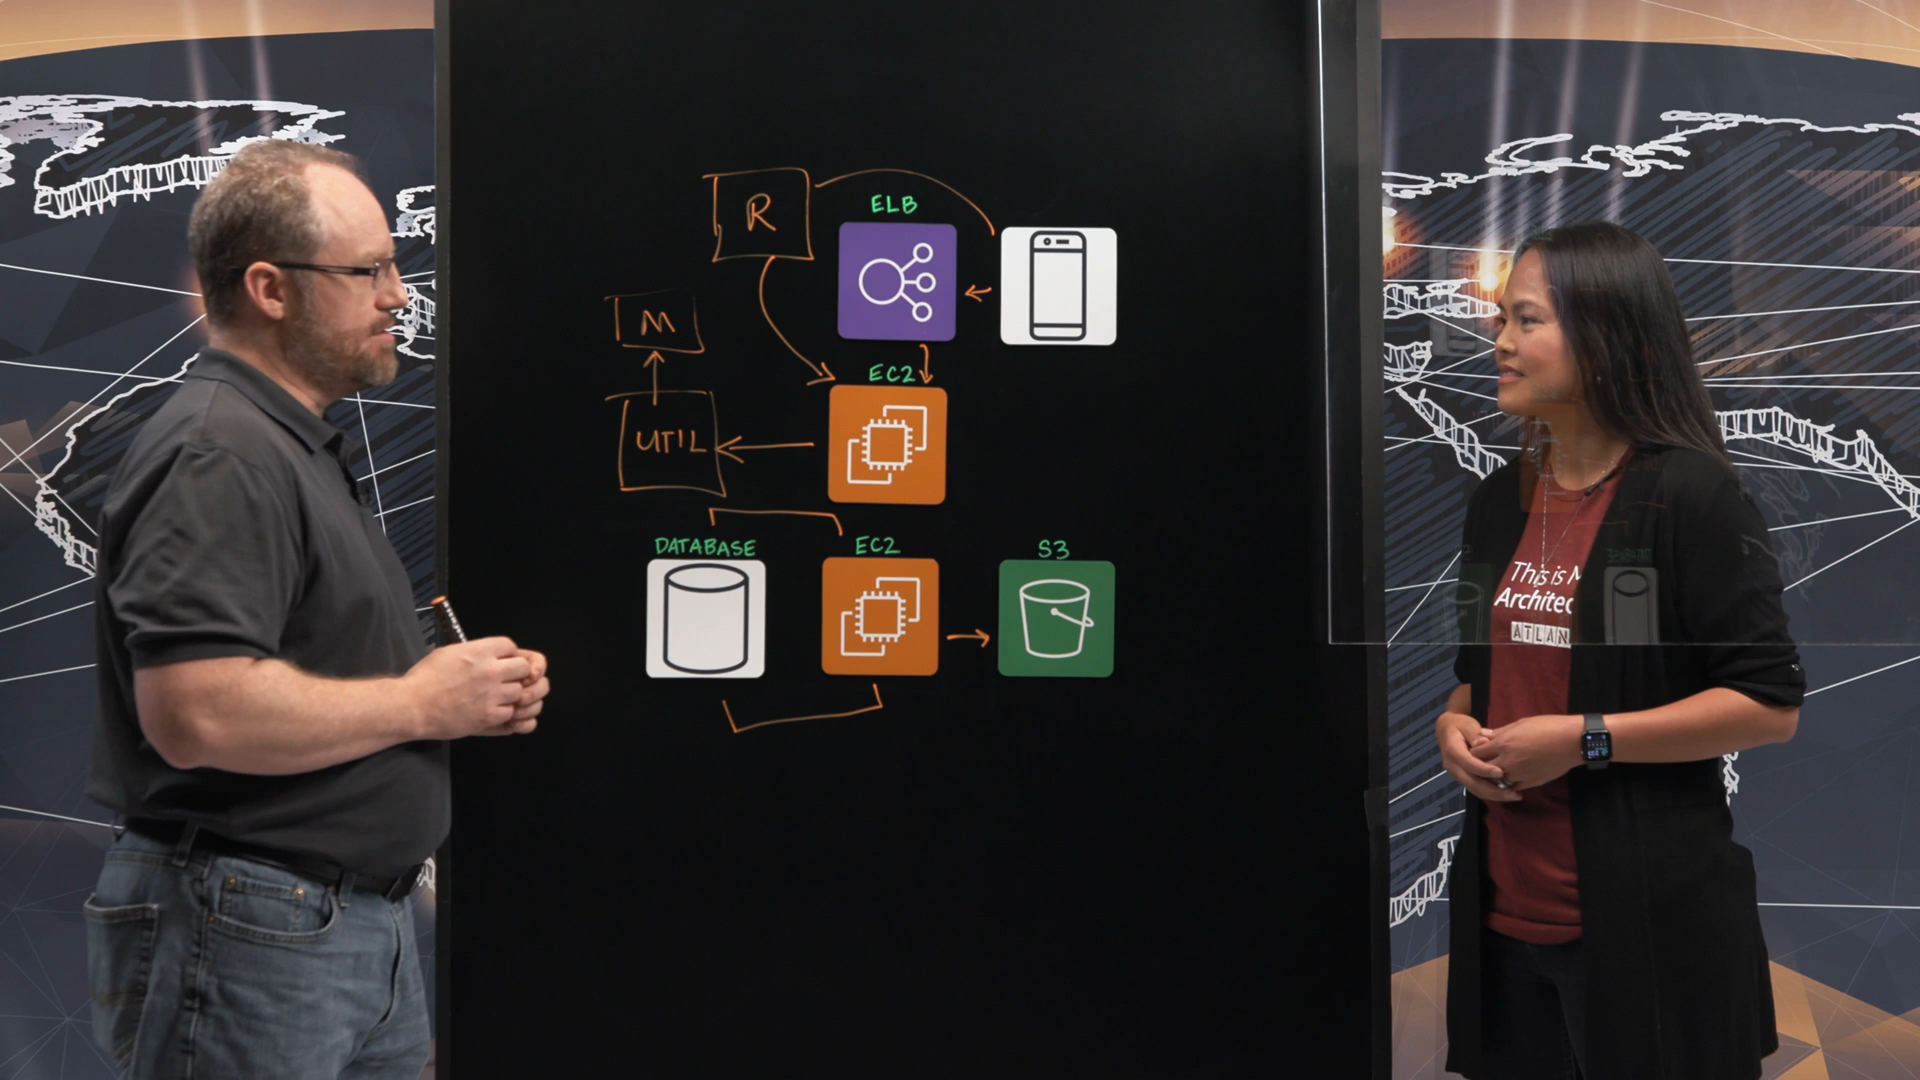 R
ELB
M
EC2
UTIL
DATABASE
EC2
S3
This is M
Architec
ATLAN